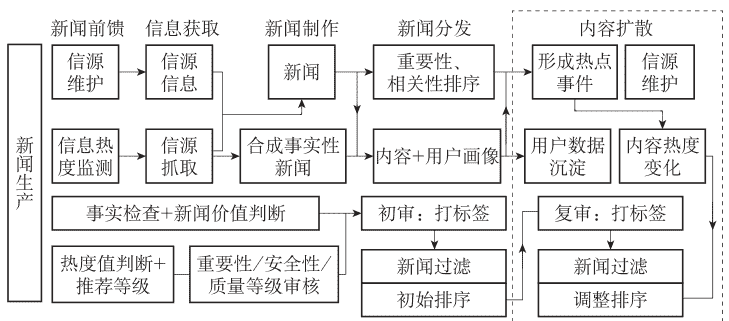 新闻前馈 信息获取 新闻制作 新闻分发 内容扩散
新闻生产
信源
维护
信源
信息
新闻
重要性、
相关性排序
形成热点
事件
信源
维护
信息热
度监测
信源
抓取
合成事实性
新闻
内容+用户画像
用户数据
沉淀
内容热度
变化
事实检查+新闻价值判断
初审：打标签
复审：打标签
热度值判断+
推荐等级
重要性/安全性/
质量等级审核
新闻过滤
初始排序
新闻过滤
调整排序